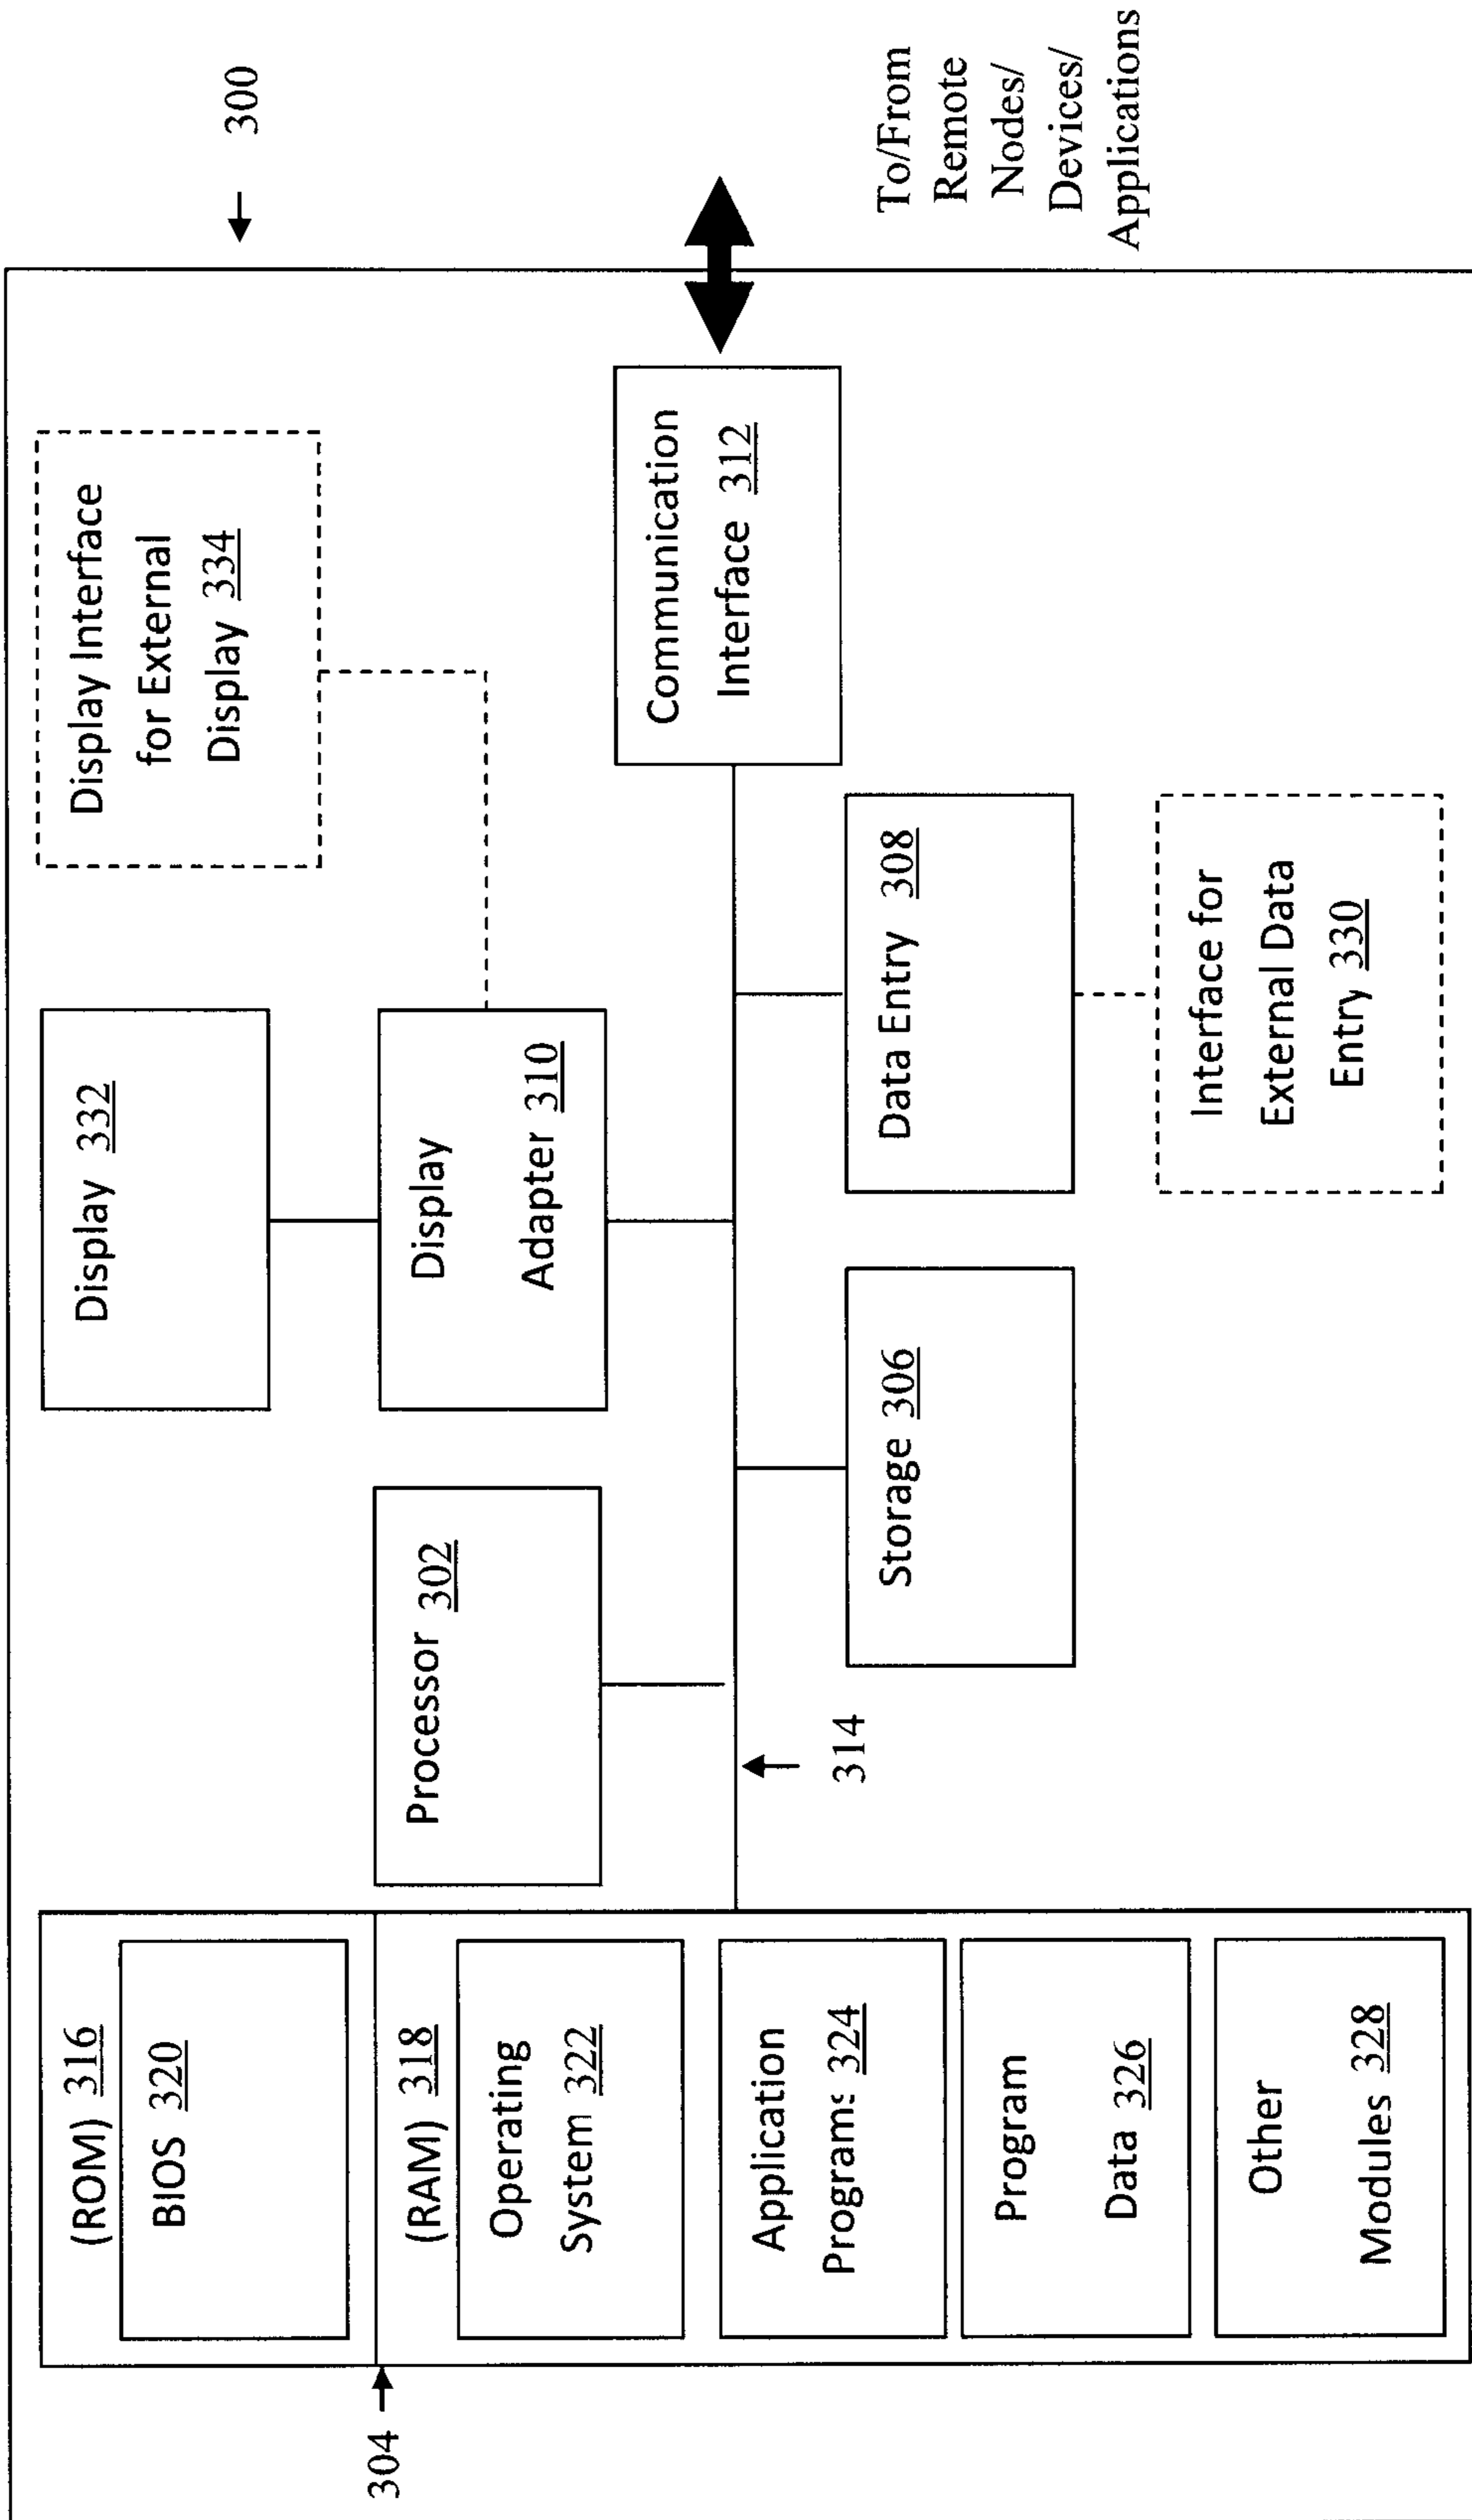 300
(ROM) 316
BIOS 320
(RAM) 318
Operating
System 322
Application
Programs 324
Program
Data 326
Other
Modules 328
304
Processor 302
314
Display 332
Display
Adapter 310
Storage 306
Display Interface
for External
Display 334
Data Entry 308
Interface for
External Data
Entry 330
Communication
Interface 312
To/From
Remote
Nodes/
Devices/
Applications